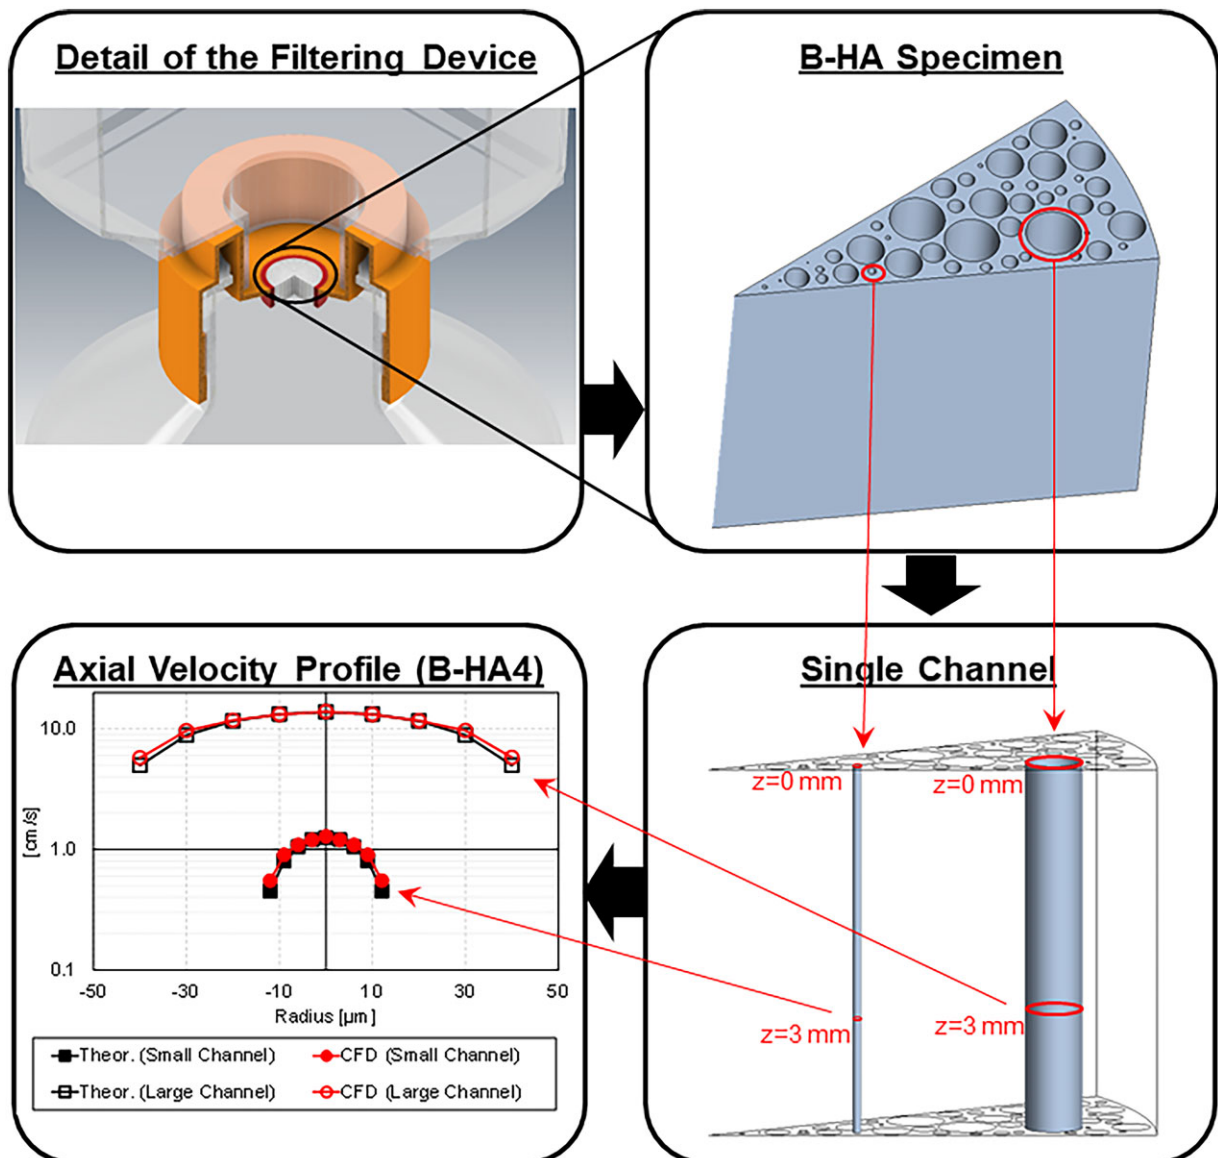 Detail of the Filtering Device
B-HA Specimen
Axial Velocity Profile (B-HA4)
10.0
1.0
0.1
[cm/s]
-50 -30 -10 10 30 50
Radius [µm]
Theor. (Small Channel) CFD (Small Channel)
Theor. (Large Channel) CFD (Large Channel)
Single Channel
z=0 mm z=0 mm
z=3 mm z=3 mm